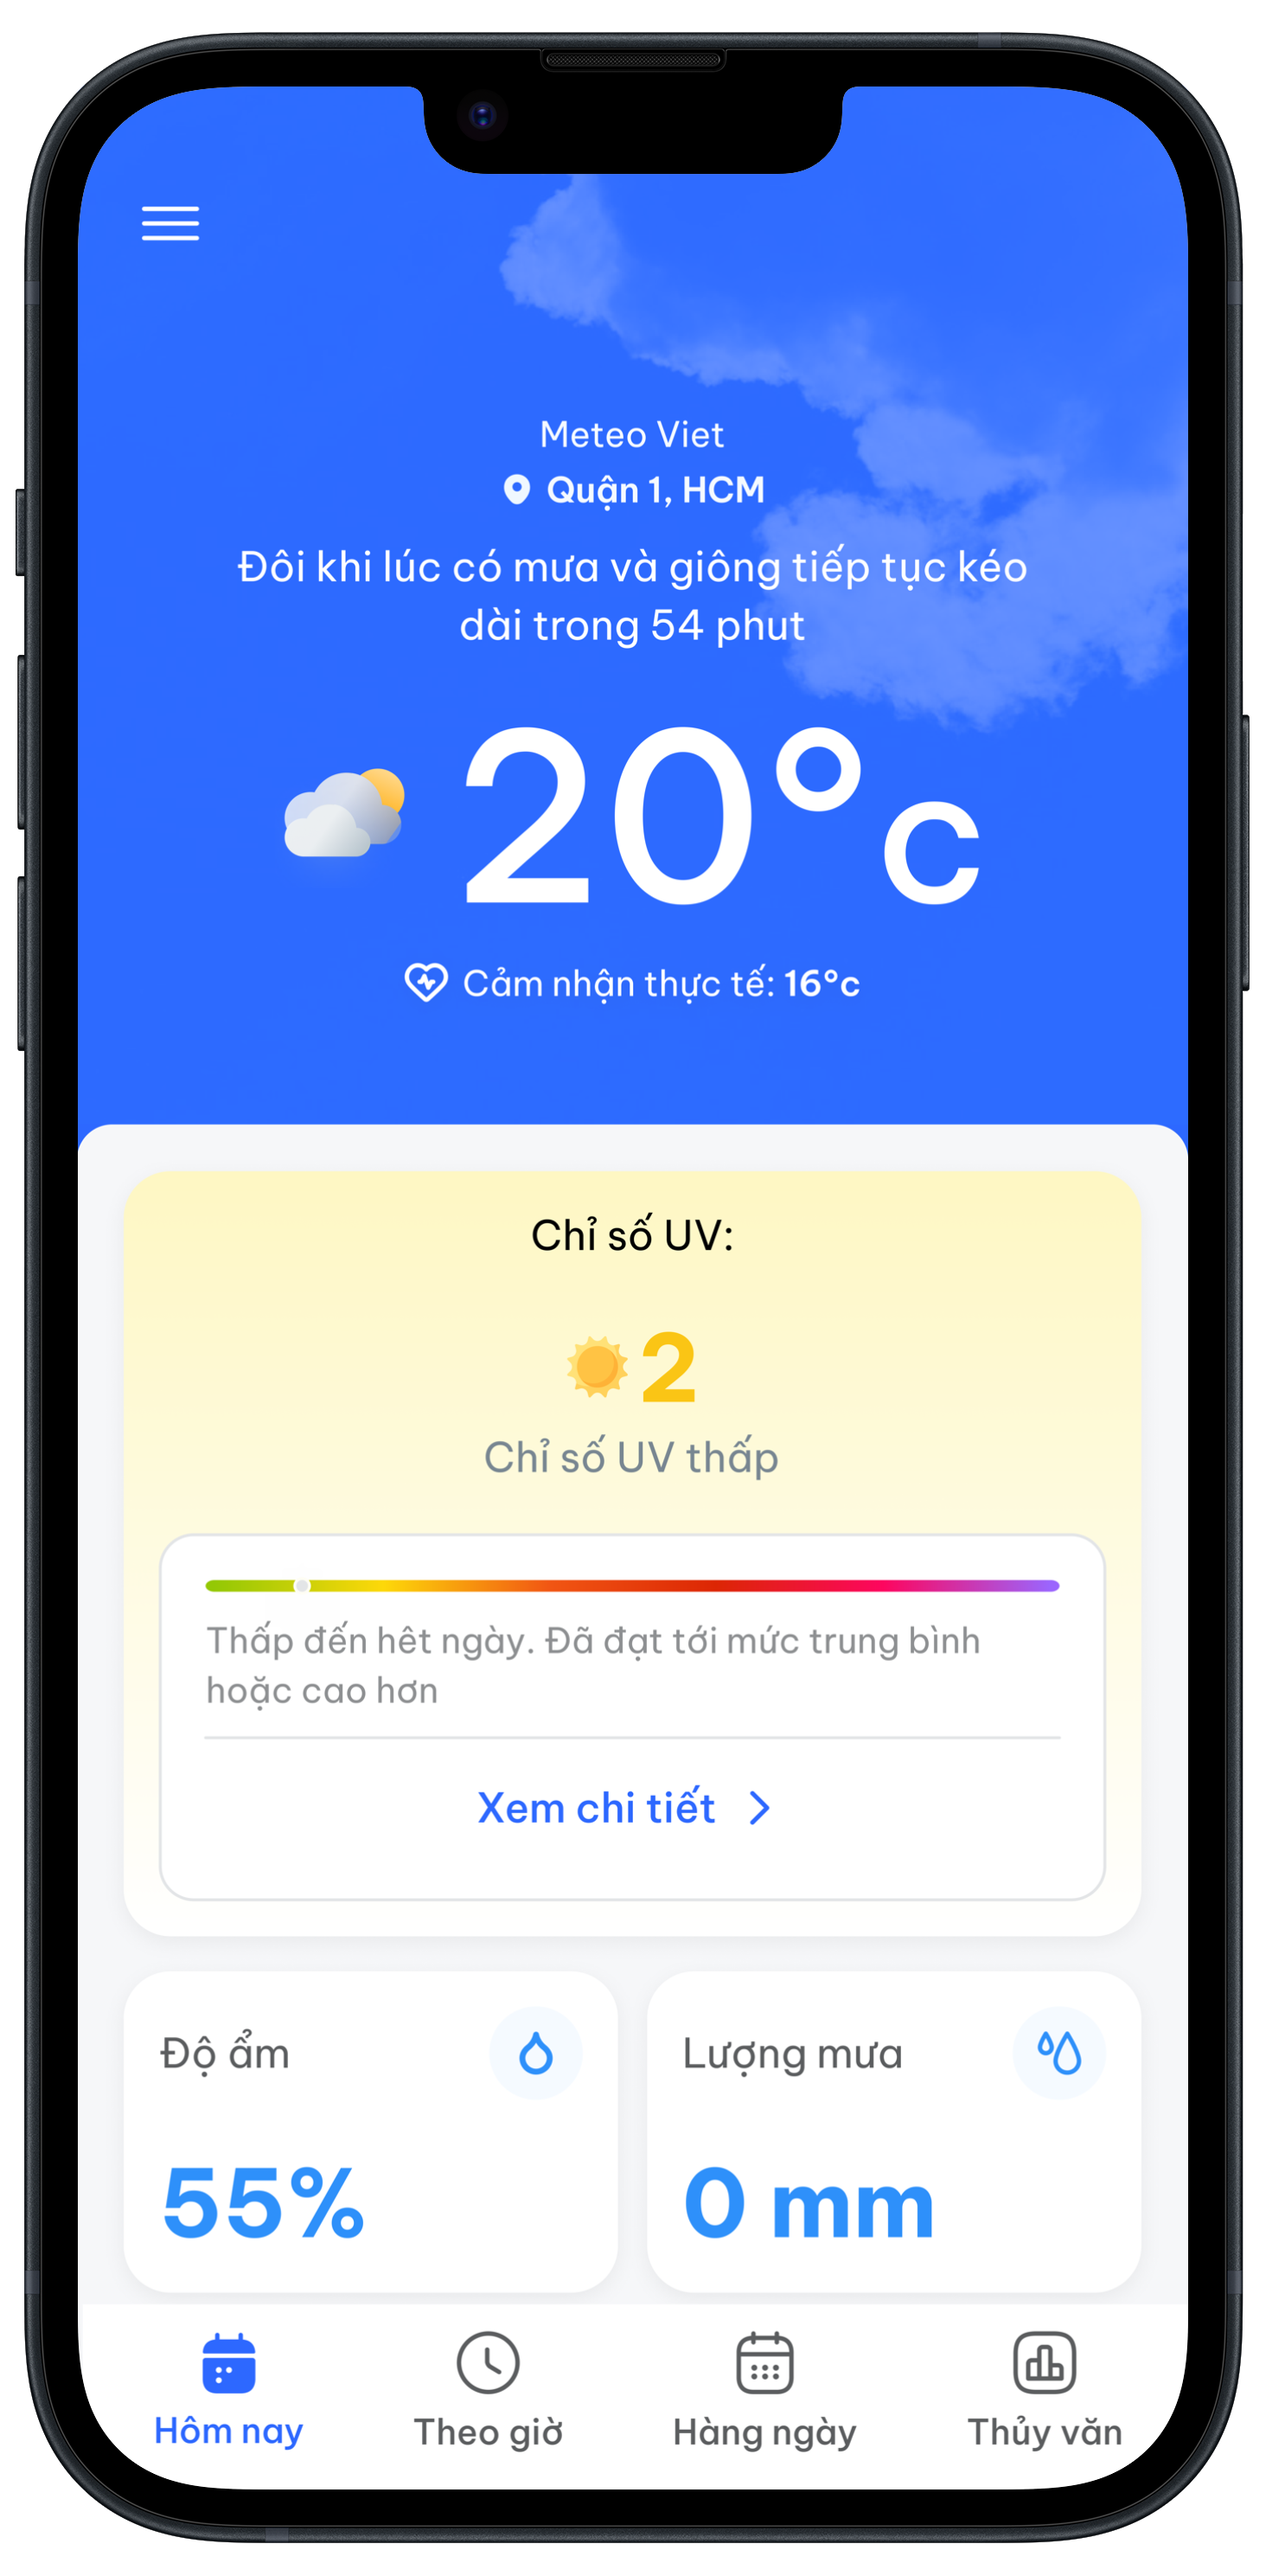 Meteo Viet
Quận 1, HCM
Đôi khi lúc có mưa và giông tiếp tục kéo
dài trong 54 phut
20°c
Cảm nhận thực tế: 16°c
Chỉ số UV:
2
Chỉ số UV thấp
Thấp đến hêt ngày. Đã đạt tới mức trung bình
hoặc cao hơn
Xem chi tiết
Độ ẩm
Lượng mưa
55%
0 mm
Hôm nay
Theo giờ
Hàng ngày
Thủy văn